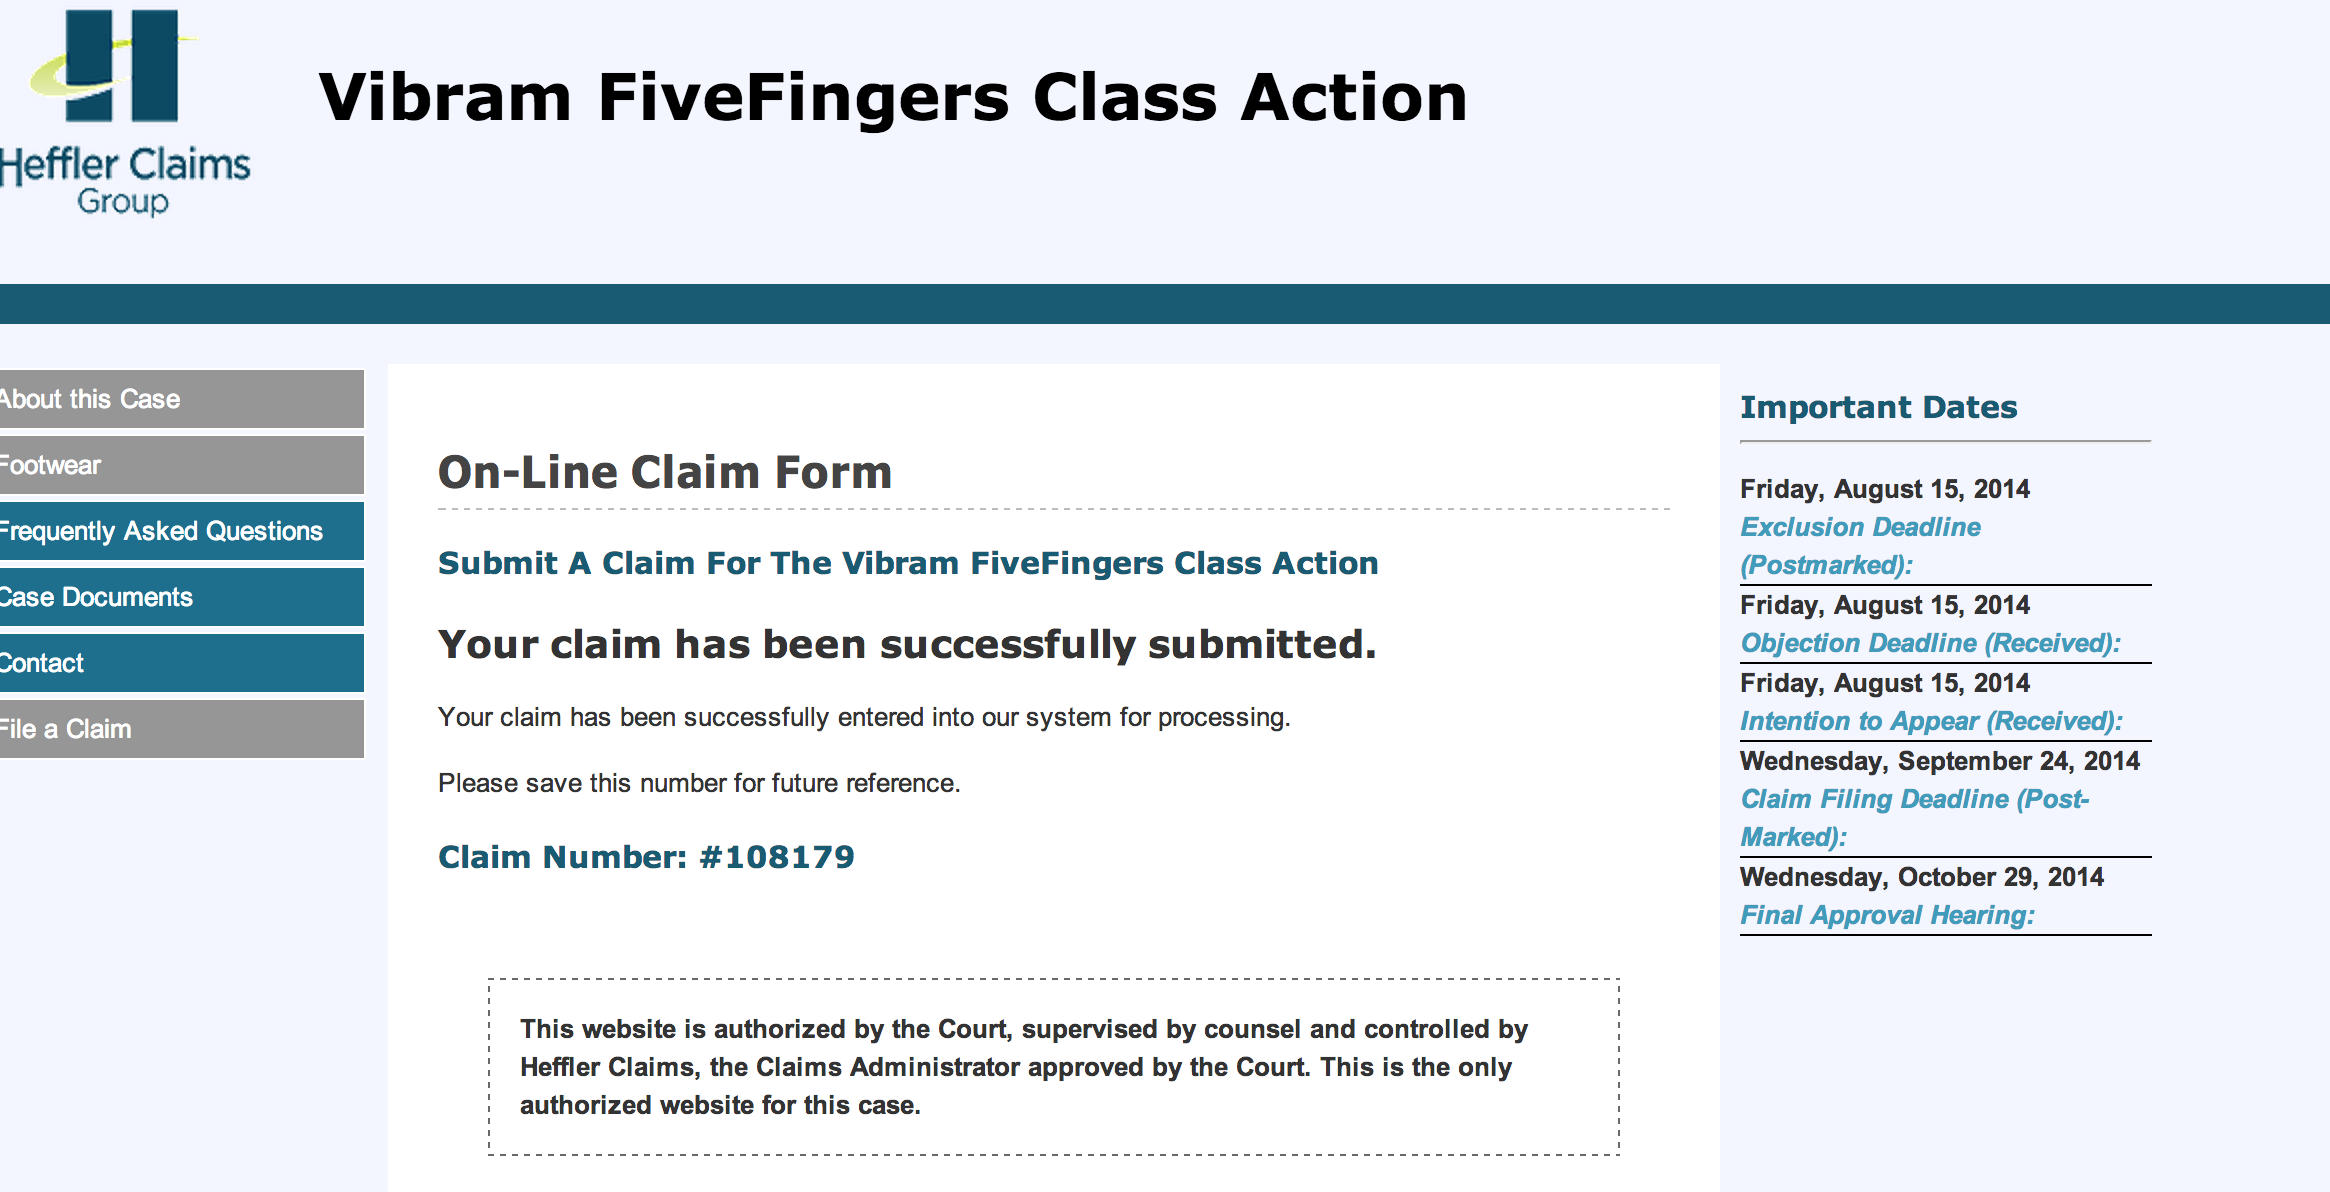 Heffler Claims
Group
Vibram FiveFingers Class Action
About this Case
Footwear
Frequently Asked Questions
Case Documents
Contact
File a Claim
On-Line Claim Form
Submit A Claim For The Vibram FiveFingers Class Action
Your claim has been successfully submitted.
Your claim has been successfully entered into our system for processing.
Please save this number for future reference.
Claim Number: #108179
This website is authorized by the Court, supervised by counsel and controlled by
Heffler Claims, the Claims Administrator approved by the Court. This is the only
authorized website for this case.
Important Dates
Friday, August 15, 2014
Exclusion Deadline
(Postmarked):
Friday, August 15, 2014
Objection Deadline (Received):
Friday, August 15, 2014
Intention to Appear (Received):
Wednesday, September 24, 2014
Claim Filing Deadline (Post-
Marked):
Wednesday, October 29, 2014
Final Approval Hearing: